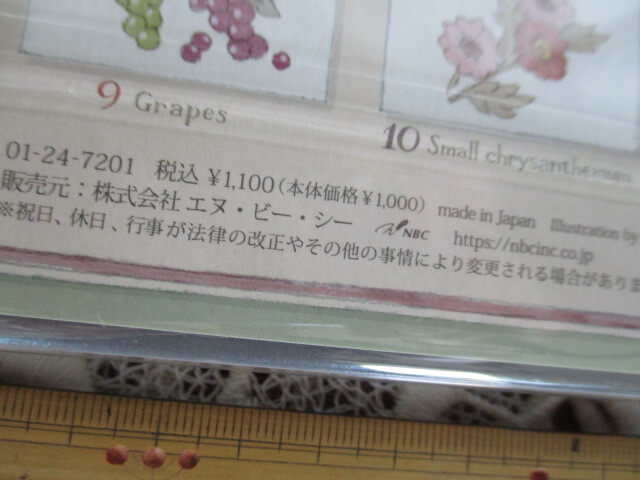 9 Grapes
10 Small chrysanthemum
01-24-7201 税込 ¥1,100(本体価格¥1,000) made in Japan Illustration by
販売元:株式会社 エヌ・ビー・シー NBC https://nbcinc.co.jp
※祝日、休日、行事が法律の改正やその他の事情により変更される場合がありま